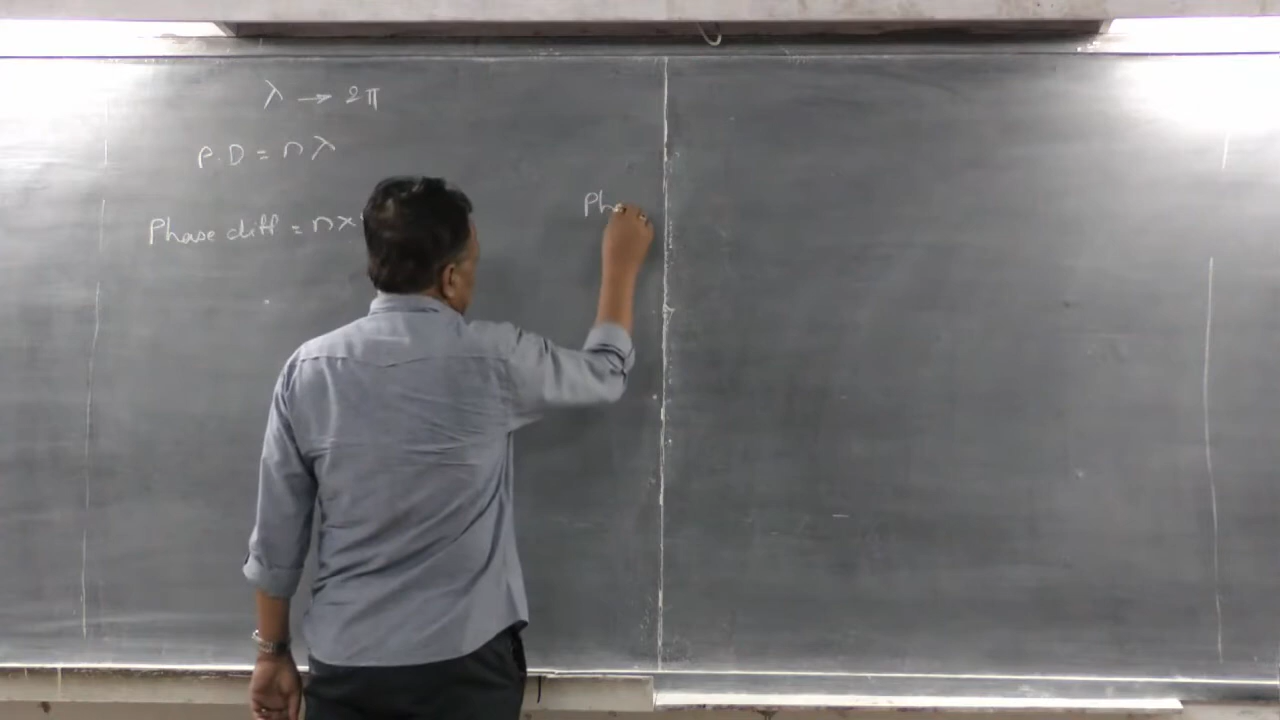 λ → 2π
P.D = nλ
Phase diff = n×
Ph